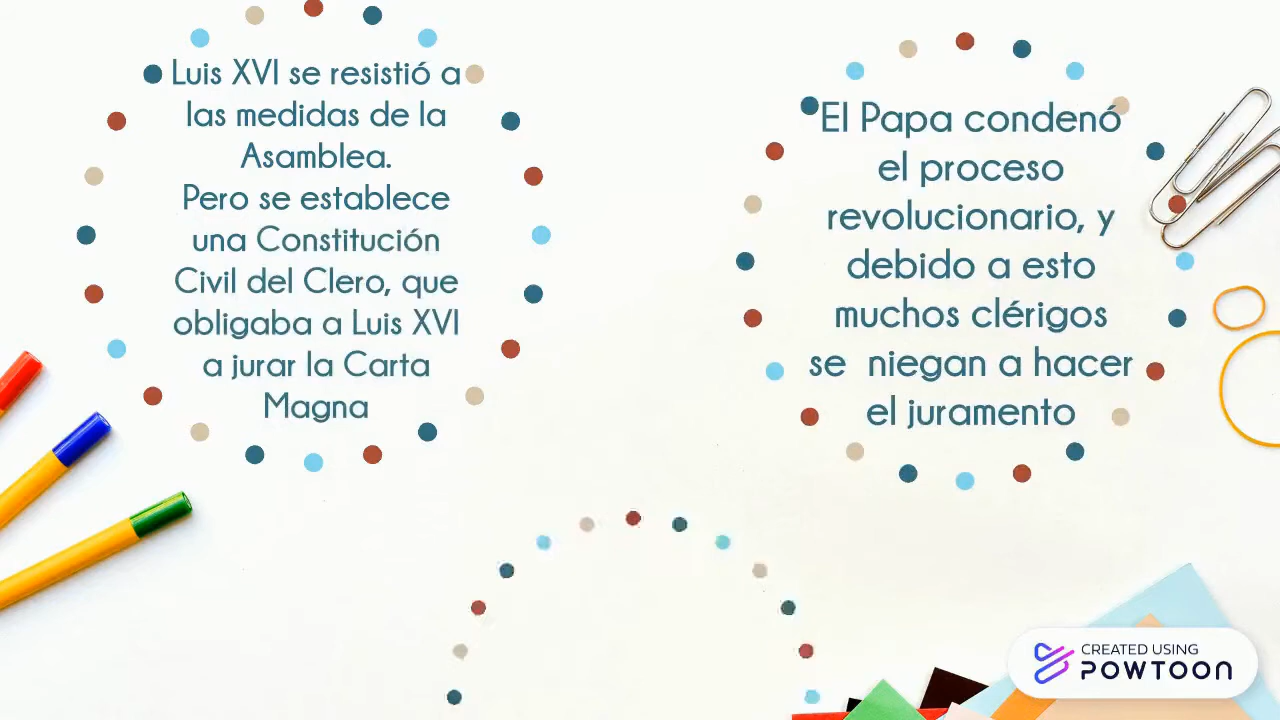 Luis XVI se resistió a
las medidas de la
Asamblea.
Pero se establece
una Constitución
Civil del Clero, que
obligaba a Luis XVI
a jurar la Carta
Magna
El Papa condenó
el proceso
revolucionario, y
debido a esto
muchos clérigos
se niegan a hacer
el juramento
CREATED USING
POWTOON